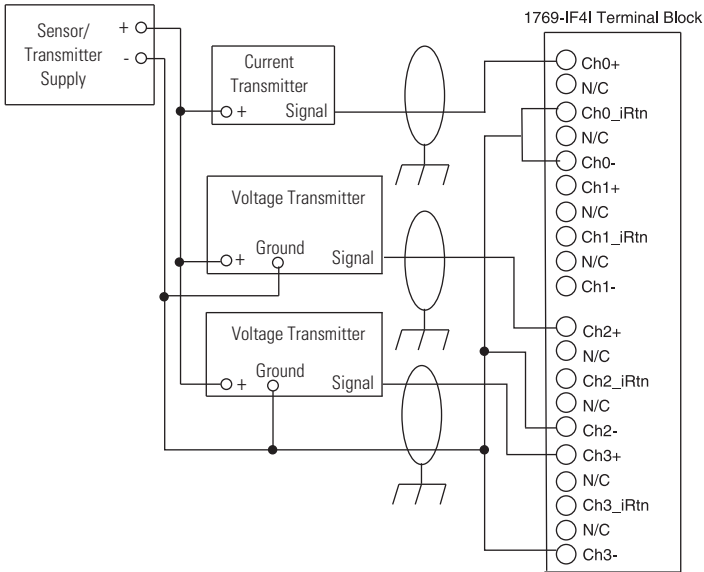 1769-IF4I Terminal Block
Sensor/
Transmitter
Supply
+
-
Current
Transmitter
+ Signal
Voltage Transmitter
Ground
+ Signal
Voltage Transmitter
Ground
+ Signal
Ch0+
N/C
Ch0_iRtn
N/C
Ch0-
Ch1+
N/C
Ch1_iRtn
N/C
Ch1-
Ch2+
N/C
Ch2_iRtn
N/C
Ch2-
Ch3+
N/C
Ch3_iRtn
N/C
Ch3-